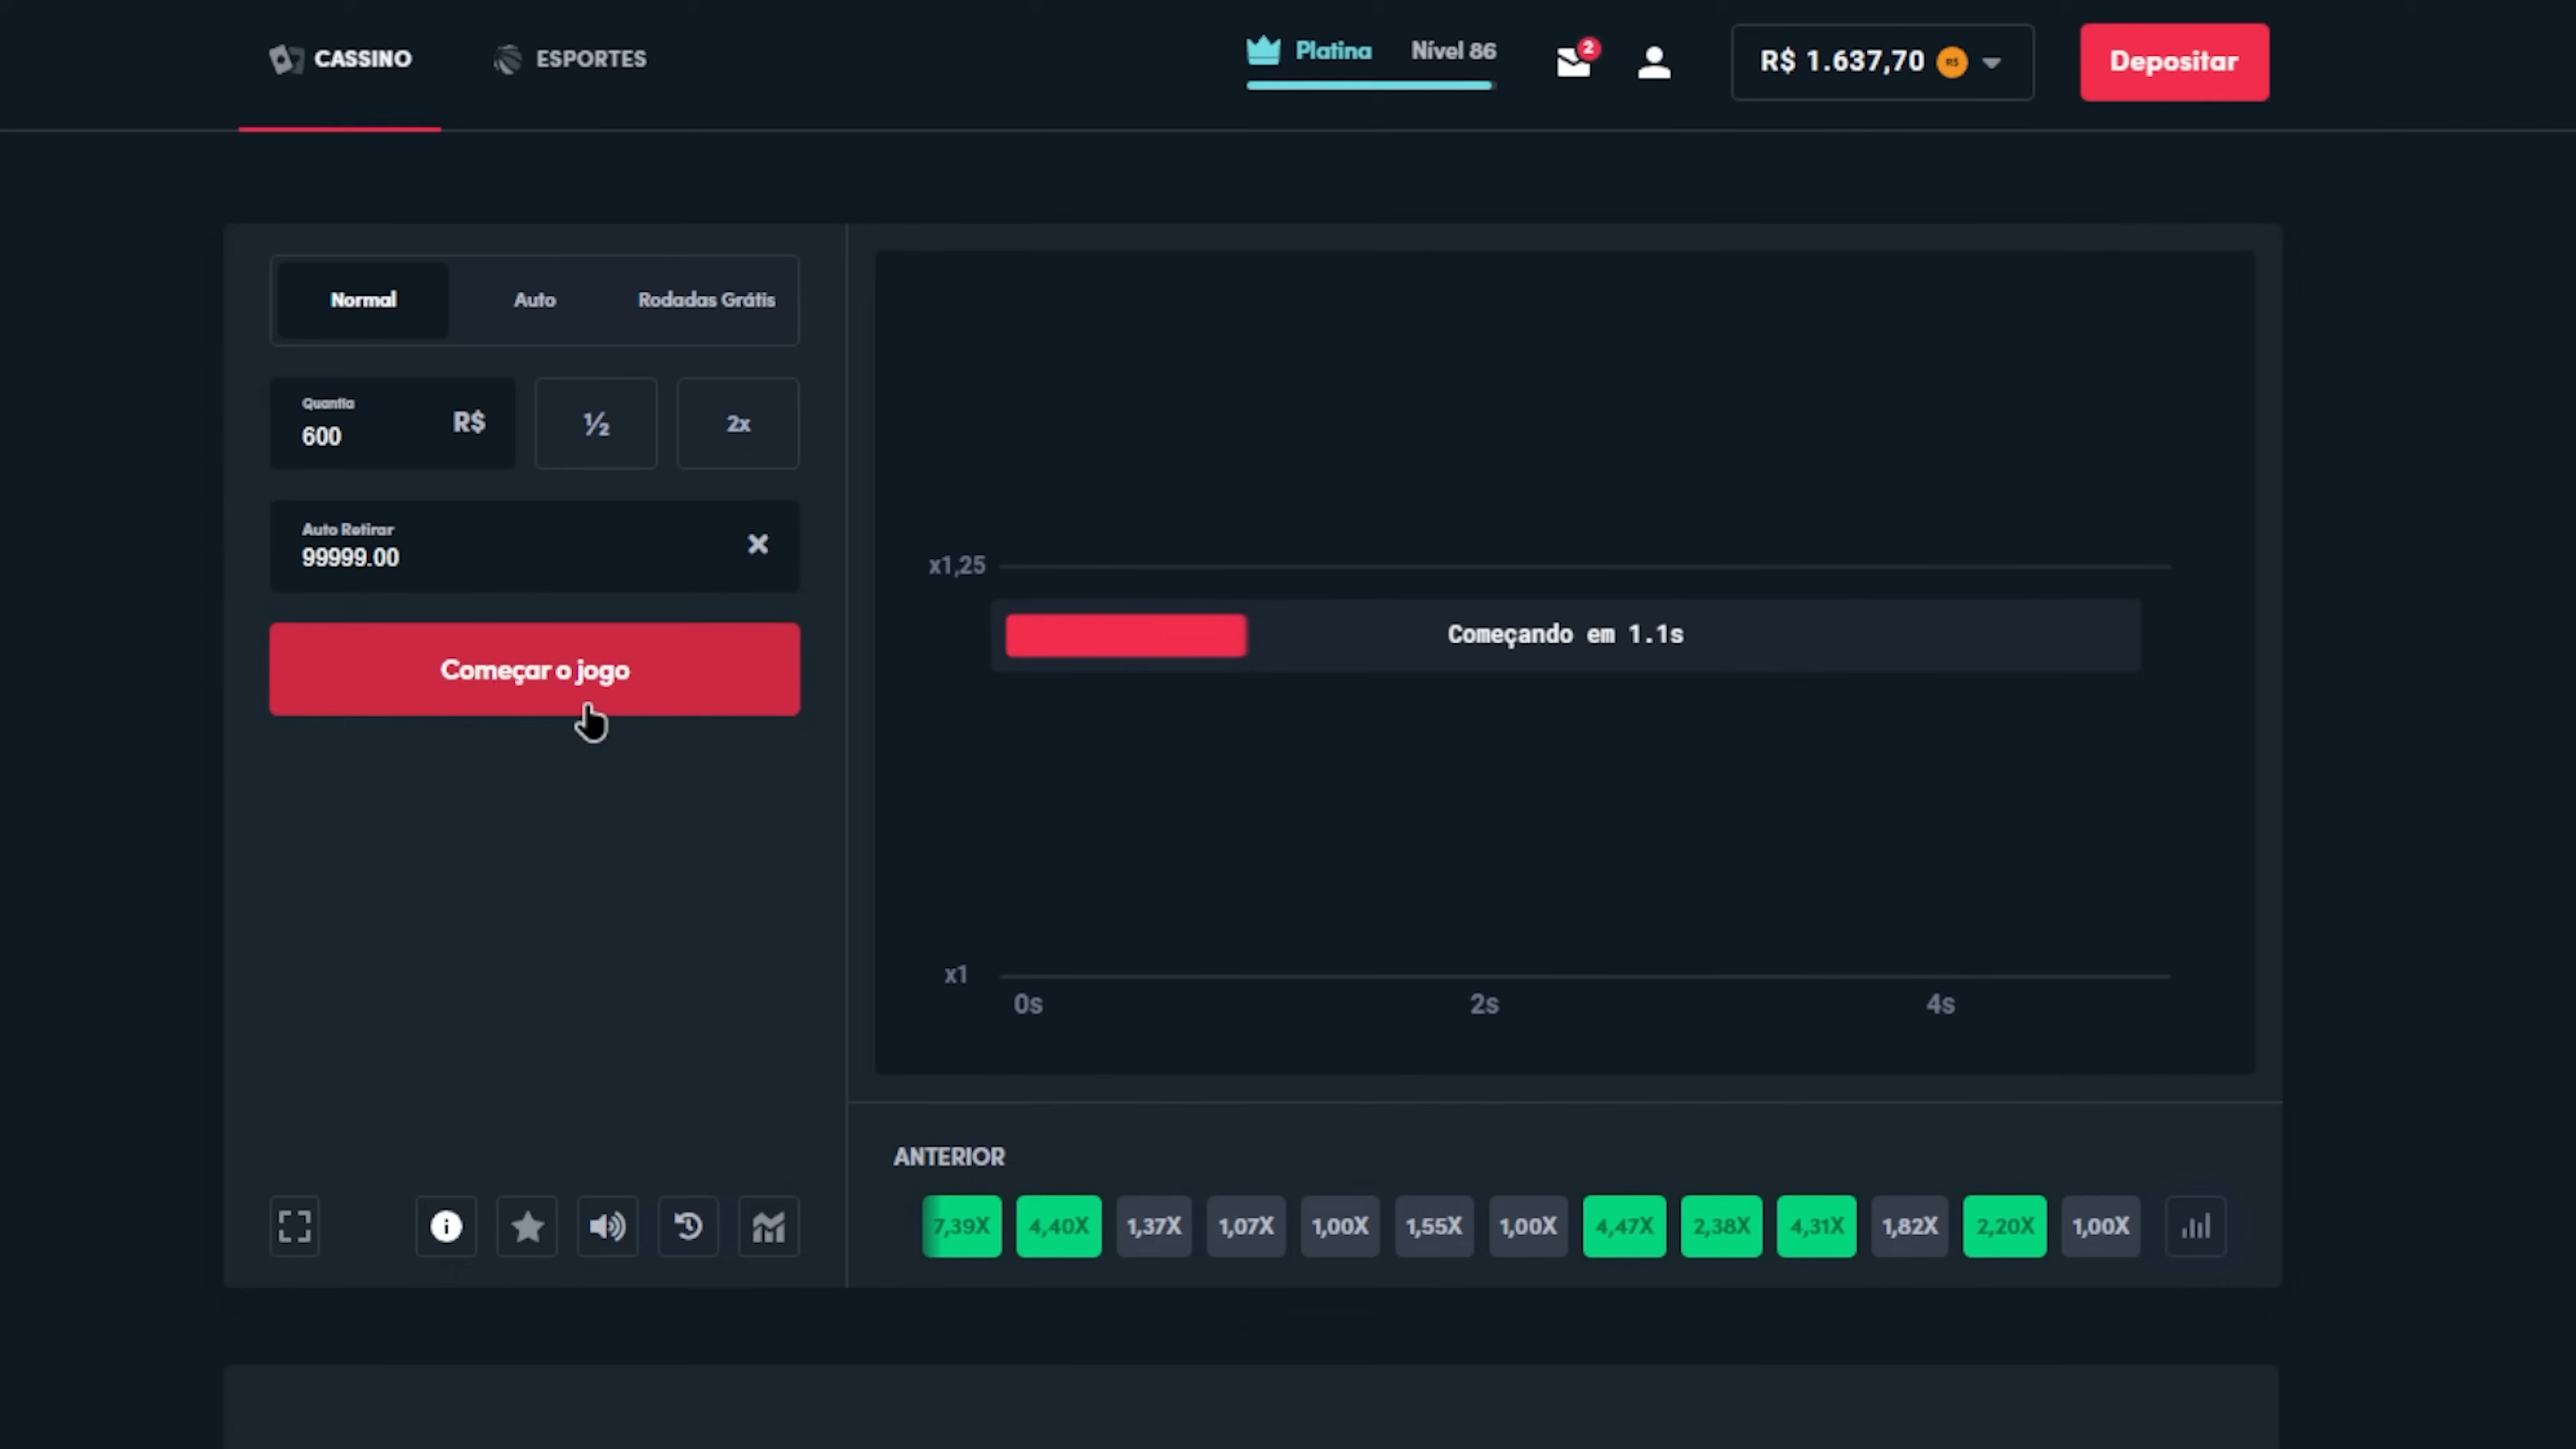 CASSINO
ESPORTES
Platina Nível 86
2
R$ 1.637,70 R$
Depositar
Normal Auto Rodadas Grátis
Quantia
600 R$ ½ 2x
Auto Retirar
99999.00
Começar o jogo
x1,25
Começando em 1.1s
x1
0s 2s 4s
ANTERIOR
7,39X 4,40X 1,37X 1,07X 1,00X 1,55X 1,00X 4,47X 2,38X 4,31X 1,82X 2,20X 1,00X